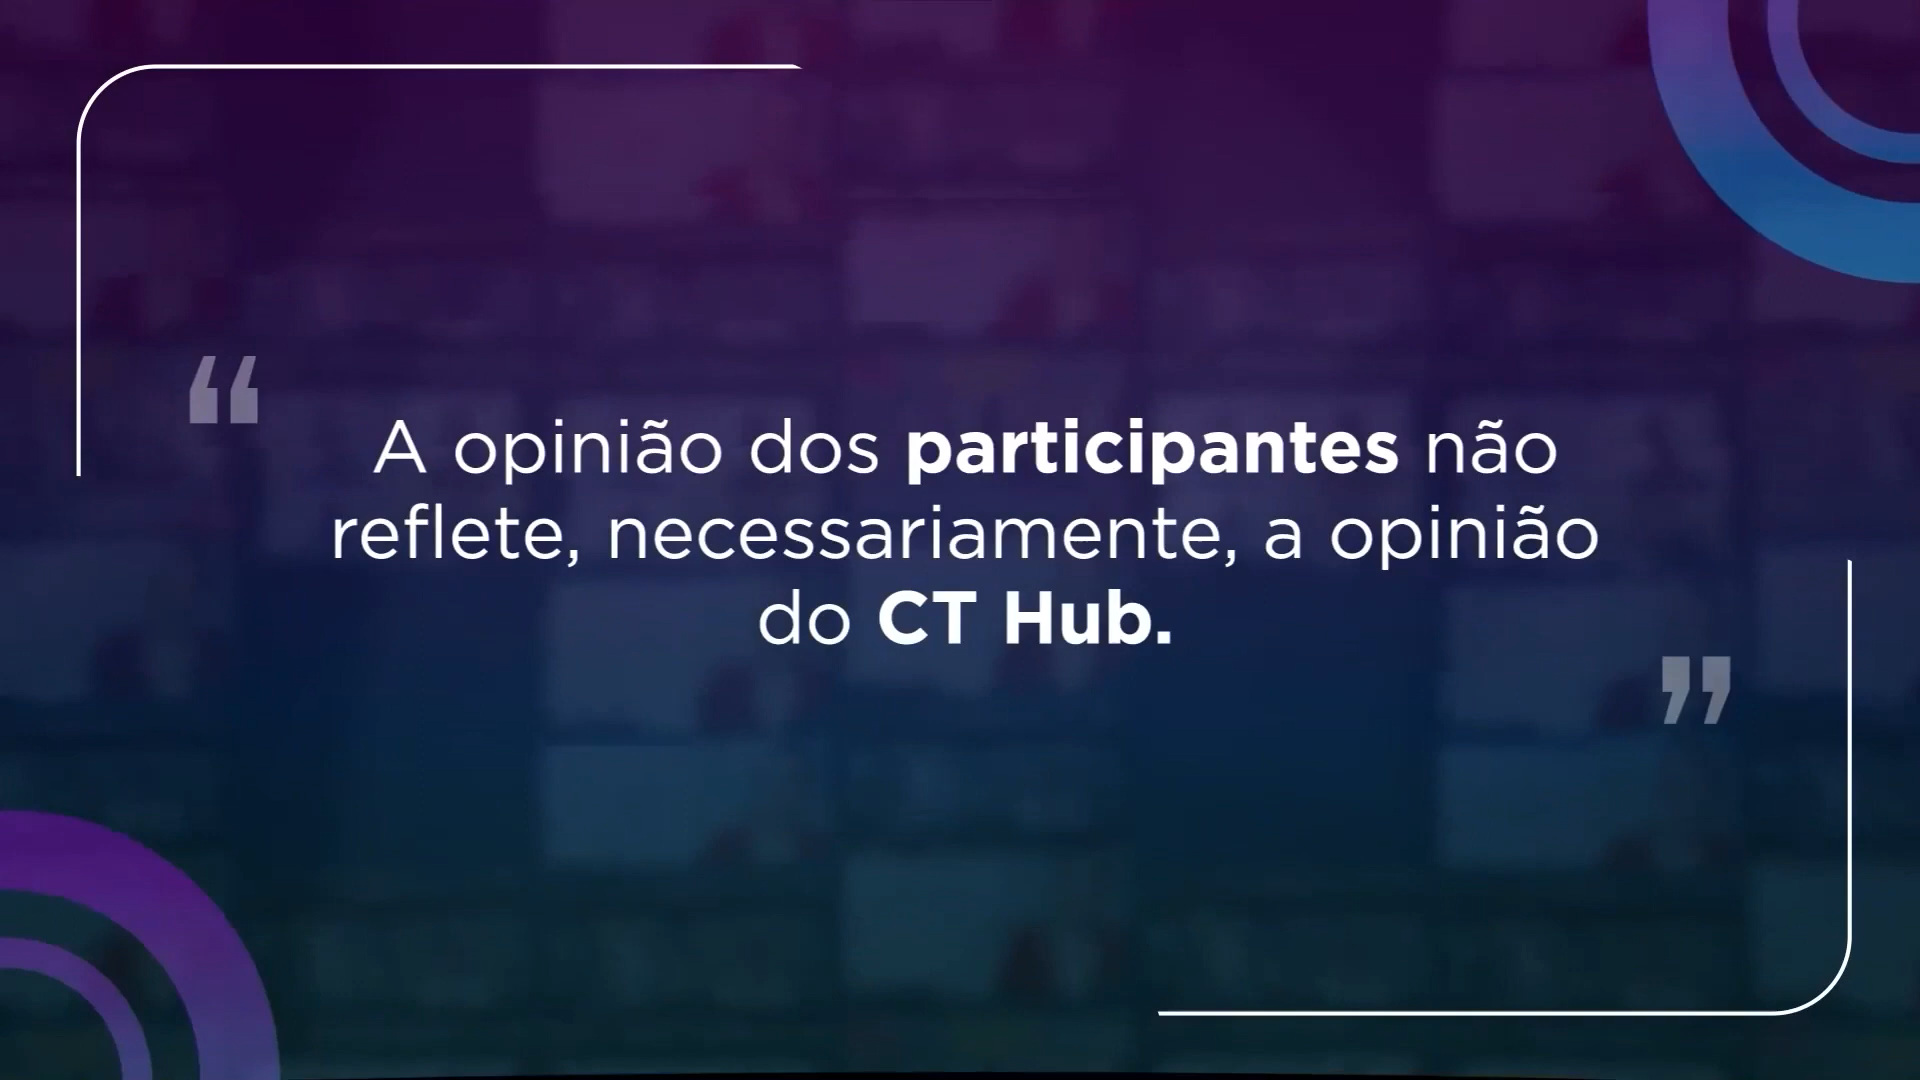 “
A opinião dos participantes não
reflete, necessariamente, a opinião
do CT Hub.
”